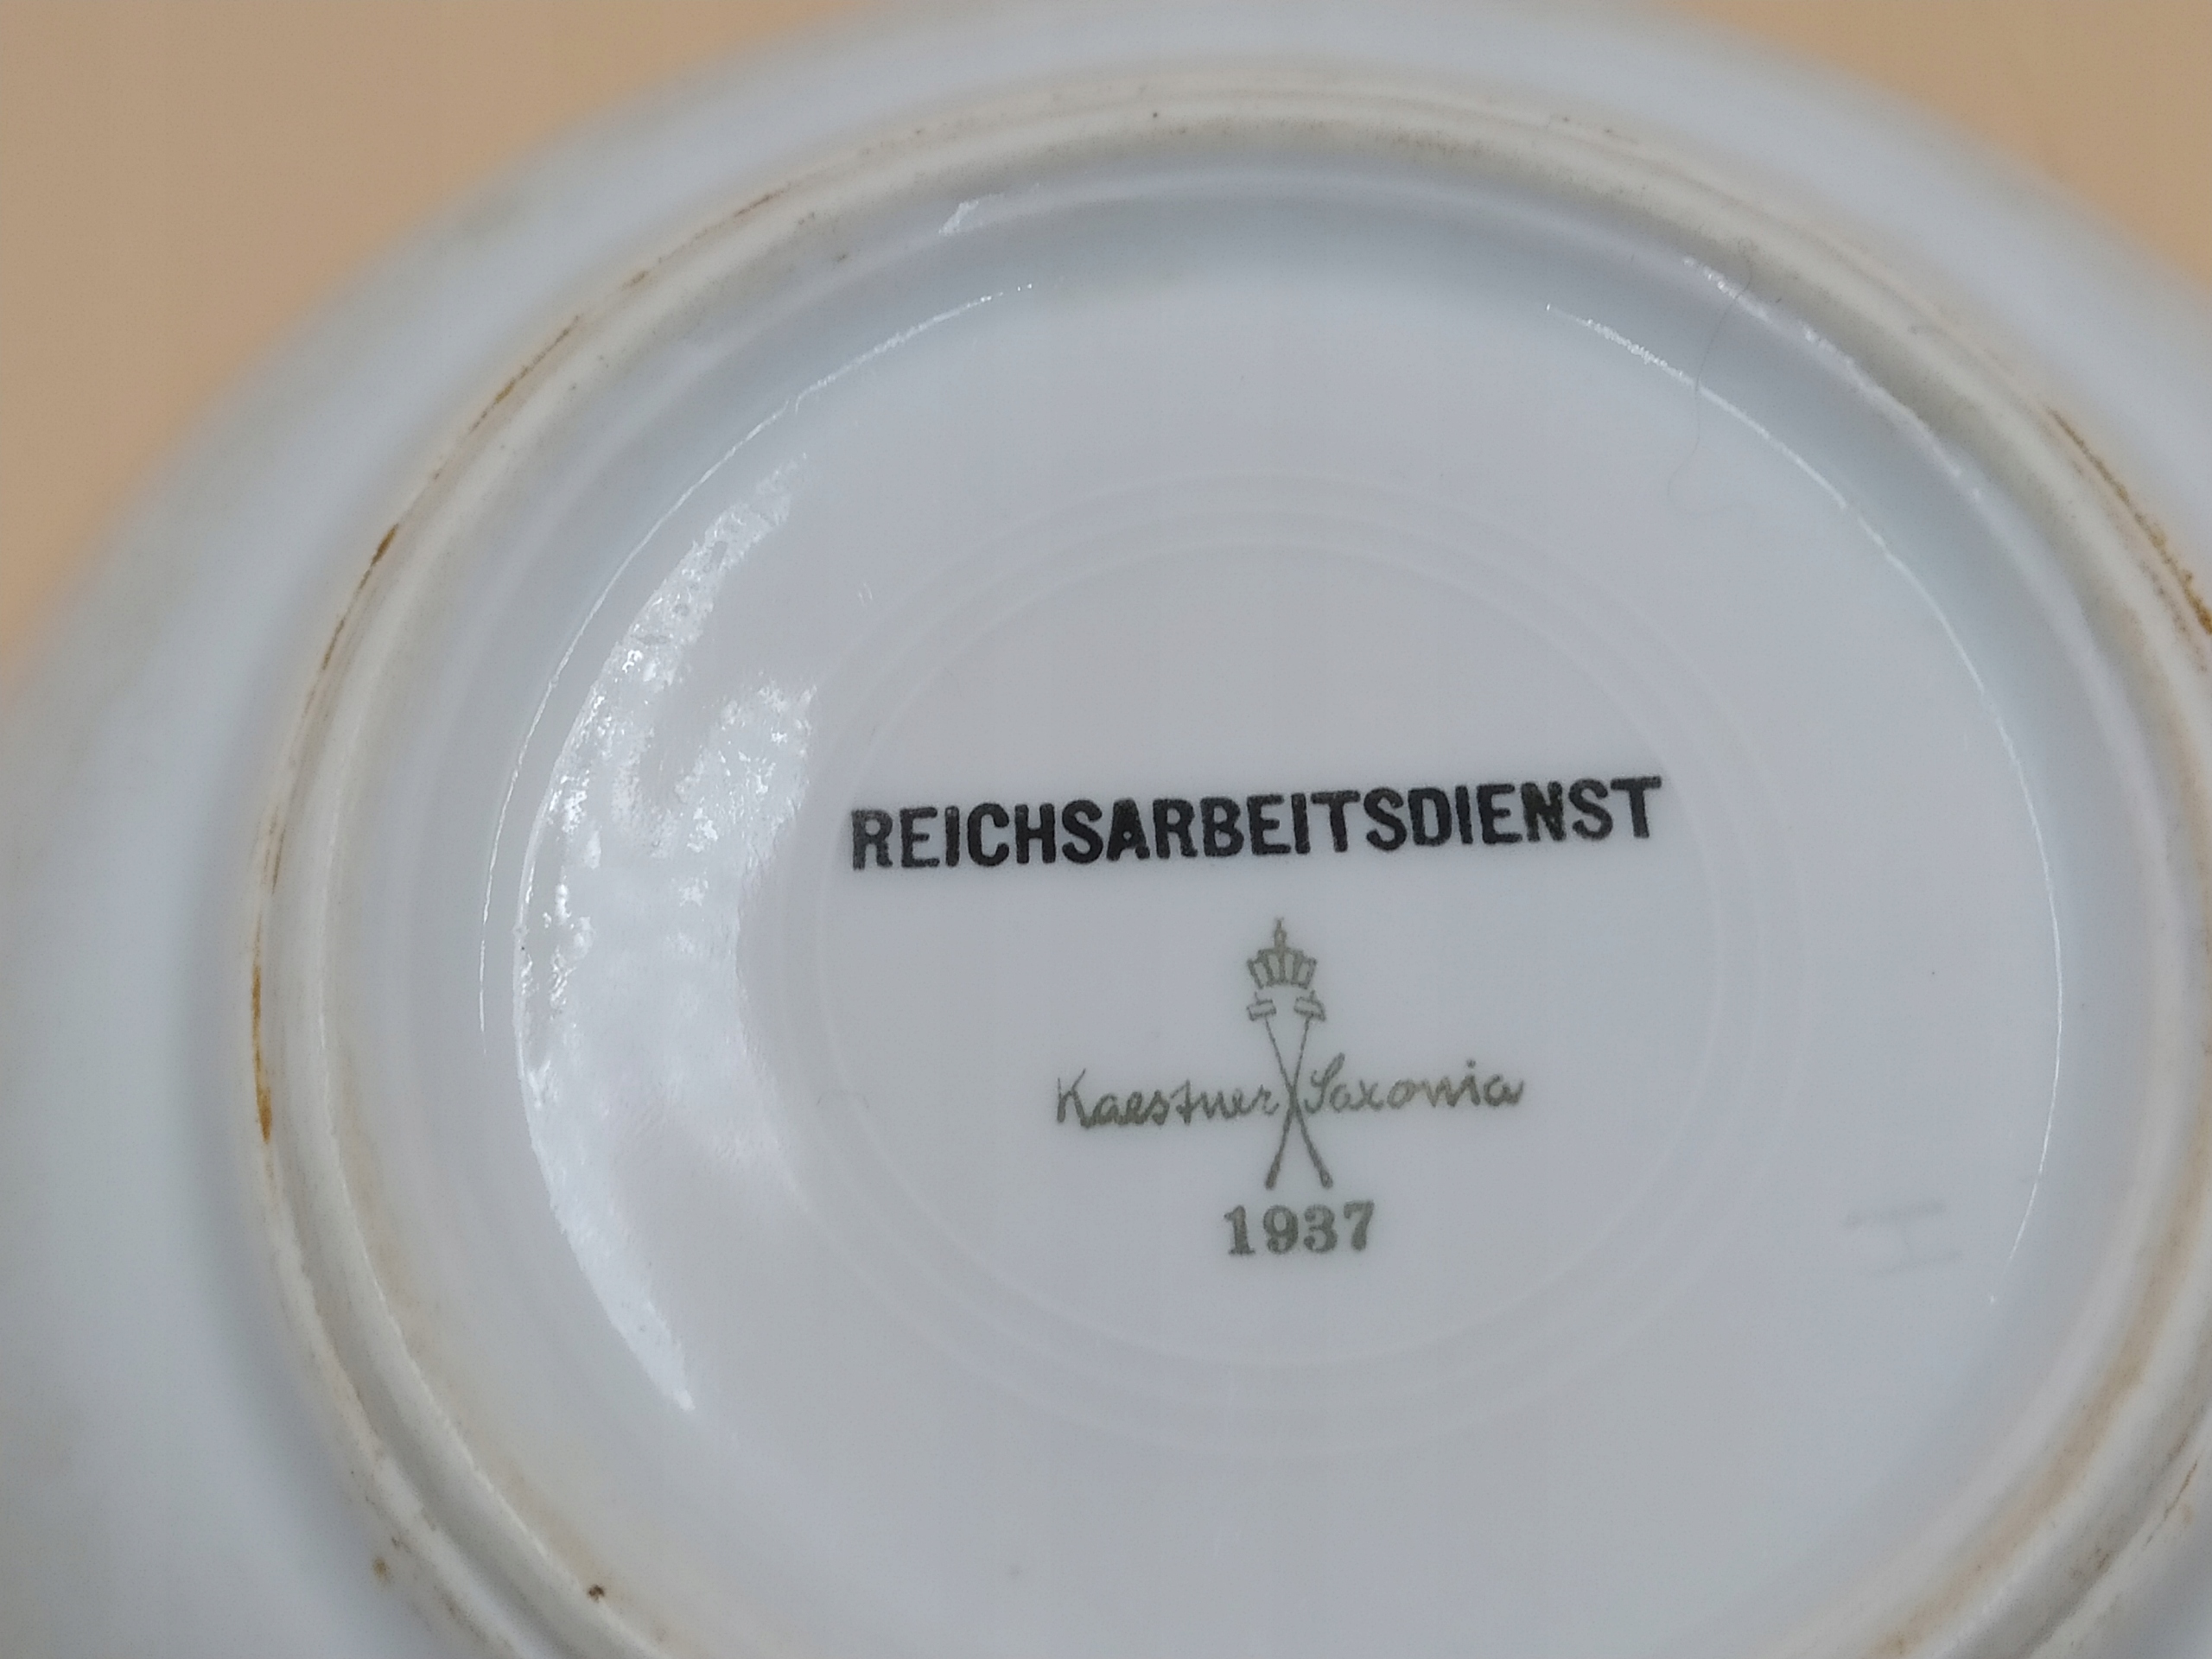 REICHSARBEITSDIENST
Kaestner Saxonia
1937